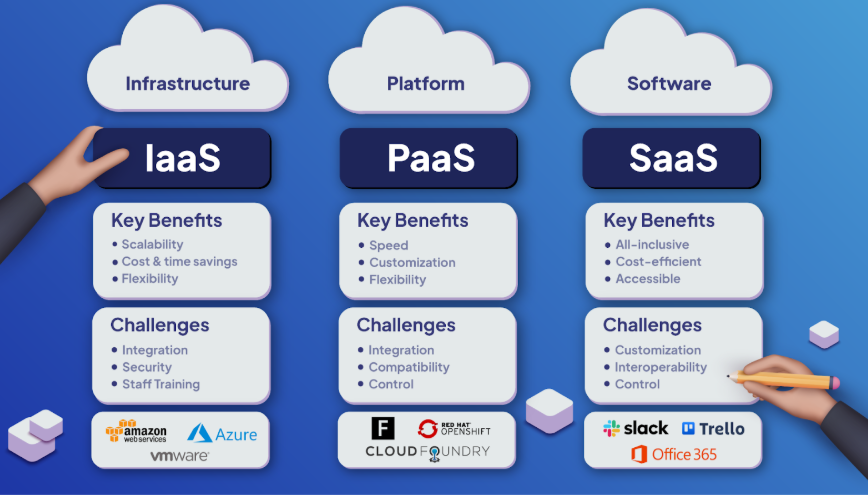 Infrastructure
IaaS
Key Benefits
• Scalability
• Cost & time savings
• Flexibility
Challenges
• Integration
• Security
• Staff Training
amazon
web services
Azure
vmware
Platform
PaaS
Key Benefits
• Speed
• Customization
• Flexibility
Challenges
• Integration
• Compatibility
• Control
F
RED HAT
OPENSHIFT
CLOUD FOUNDRY
Software
SaaS
Key Benefits
• All-inclusive
• Cost-efficient
• Accessible
Challenges
• Customization
• Interoperability
• Control
slack
Trello
Office 365